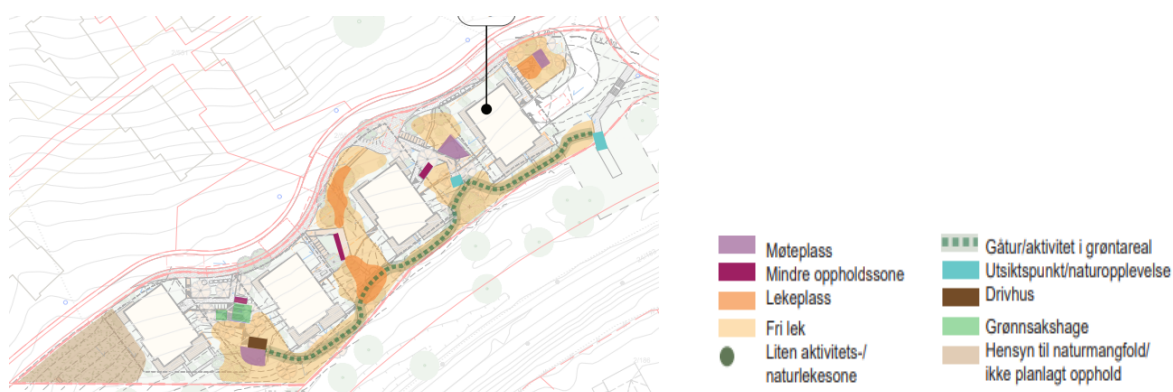 Møteplass
Mindre oppholdssone
Lekeplass
Fri lek
Liten aktivitets-/
naturlekesone
Gåtur/aktivitet i grøntareal
Utsiktspunkt/naturopplevelse
Drivhus
Grønnsakshage
Hensyn til naturmangfold/
ikke planlagt opphold